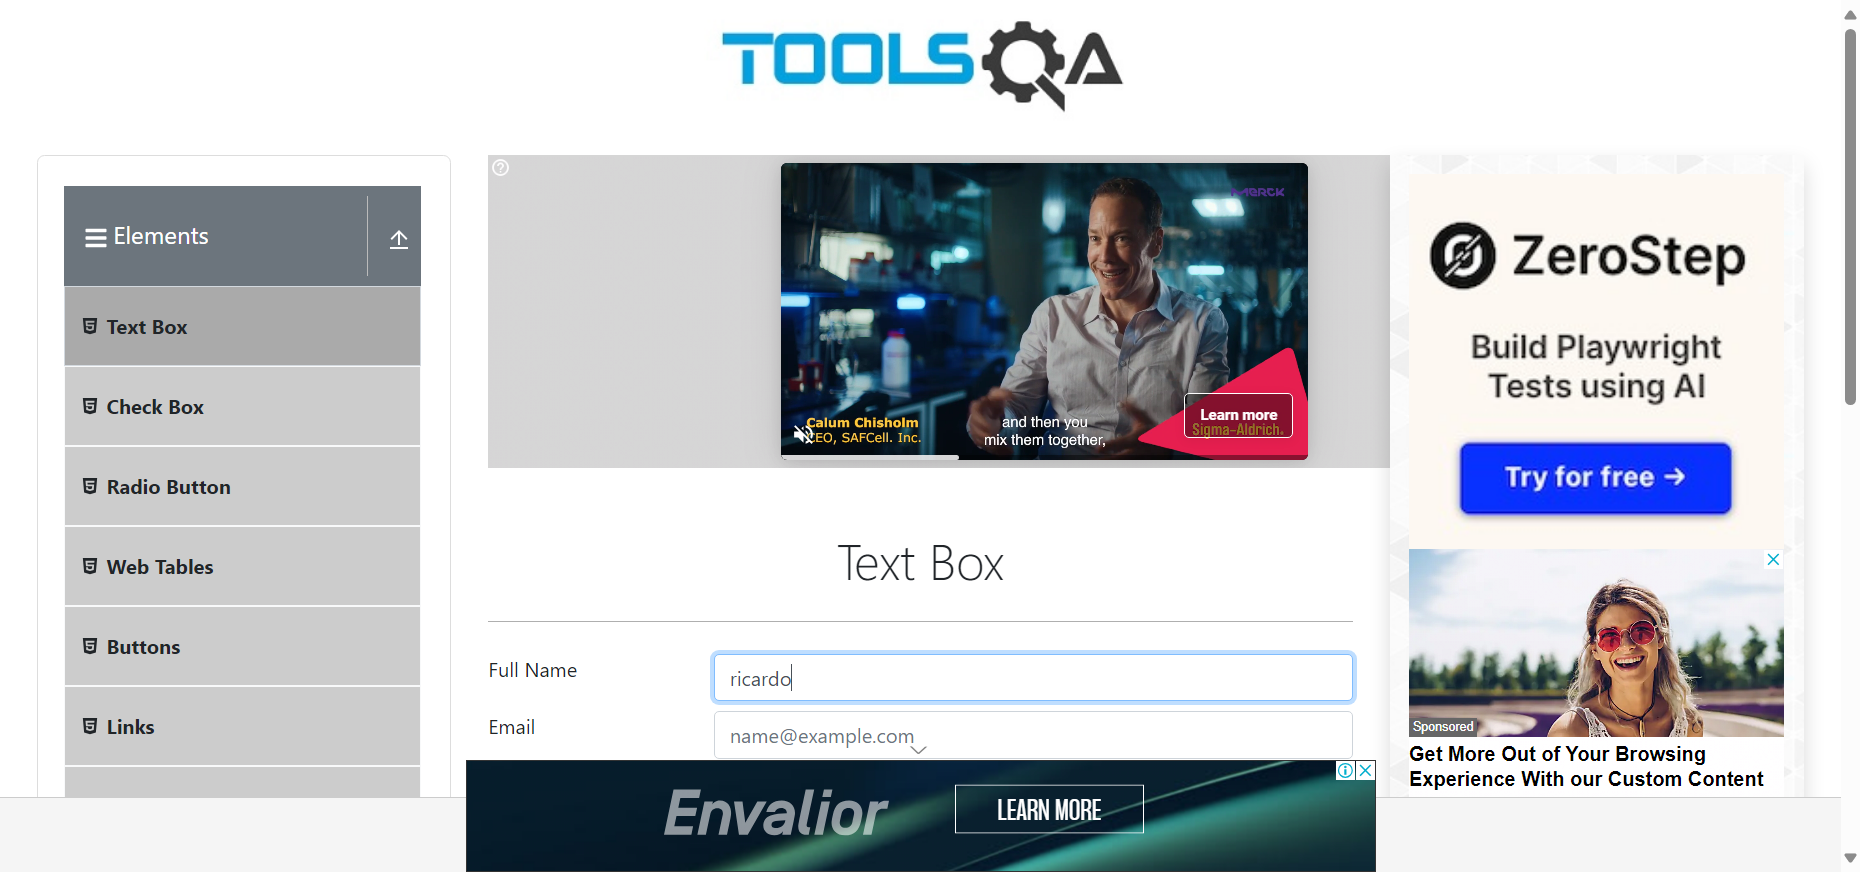 TOOLSQA
Elements
Text Box
Check Box
Radio Button
Web Tables
Buttons
Links
MERCK
Calum Chisholm
CEO, SAFCell. Inc.
and then you
mix them together,
Learn more
Sigma-Aldrich.
Text Box
Full Name
ricardo
Email
name@example.com
Envalior
LEARN MORE
ZeroStep
Build Playwright
Tests using AI
Try for free →
Sponsored
Get More Out of Your Browsing
Experience With our Custom Content